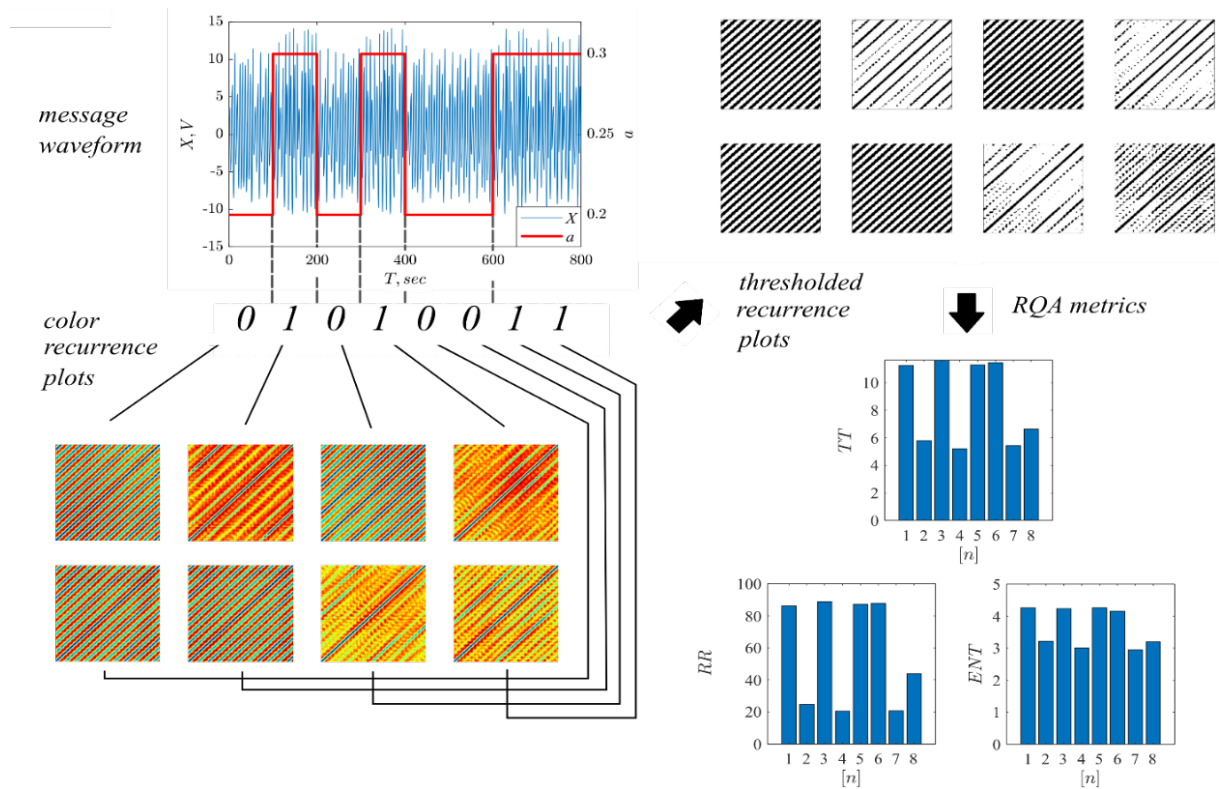 message
waveform
15
10
5
0
-5
-10
-15
X, V
0.3
0.25
0.2
a
X
a
0 200 400 600 800
T, sec
0 1 0 1 0 0 1 1
color
recurrence
plots
thresholded
recurrence
plots
RQA metrics
10
8
6
4
2
0
TT
1 2 3 4 5 6 7 8
[n]
100
80
60
40
20
0
RR
1 2 3 4 5 6 7 8
[n]
5
4
3
2
1
0
ENT
1 2 3 4 5 6 7 8
[n]